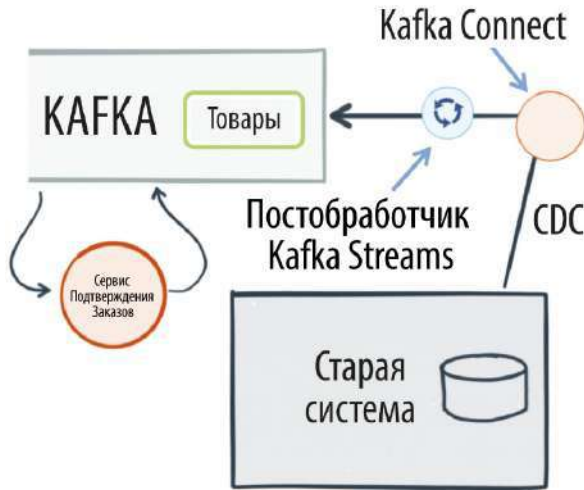 Kafka Connect
KAFKA
Товары
Постобработчик
Kafka Streams
CDC
Сервис
Подтверждения
Заказов
Старая
система